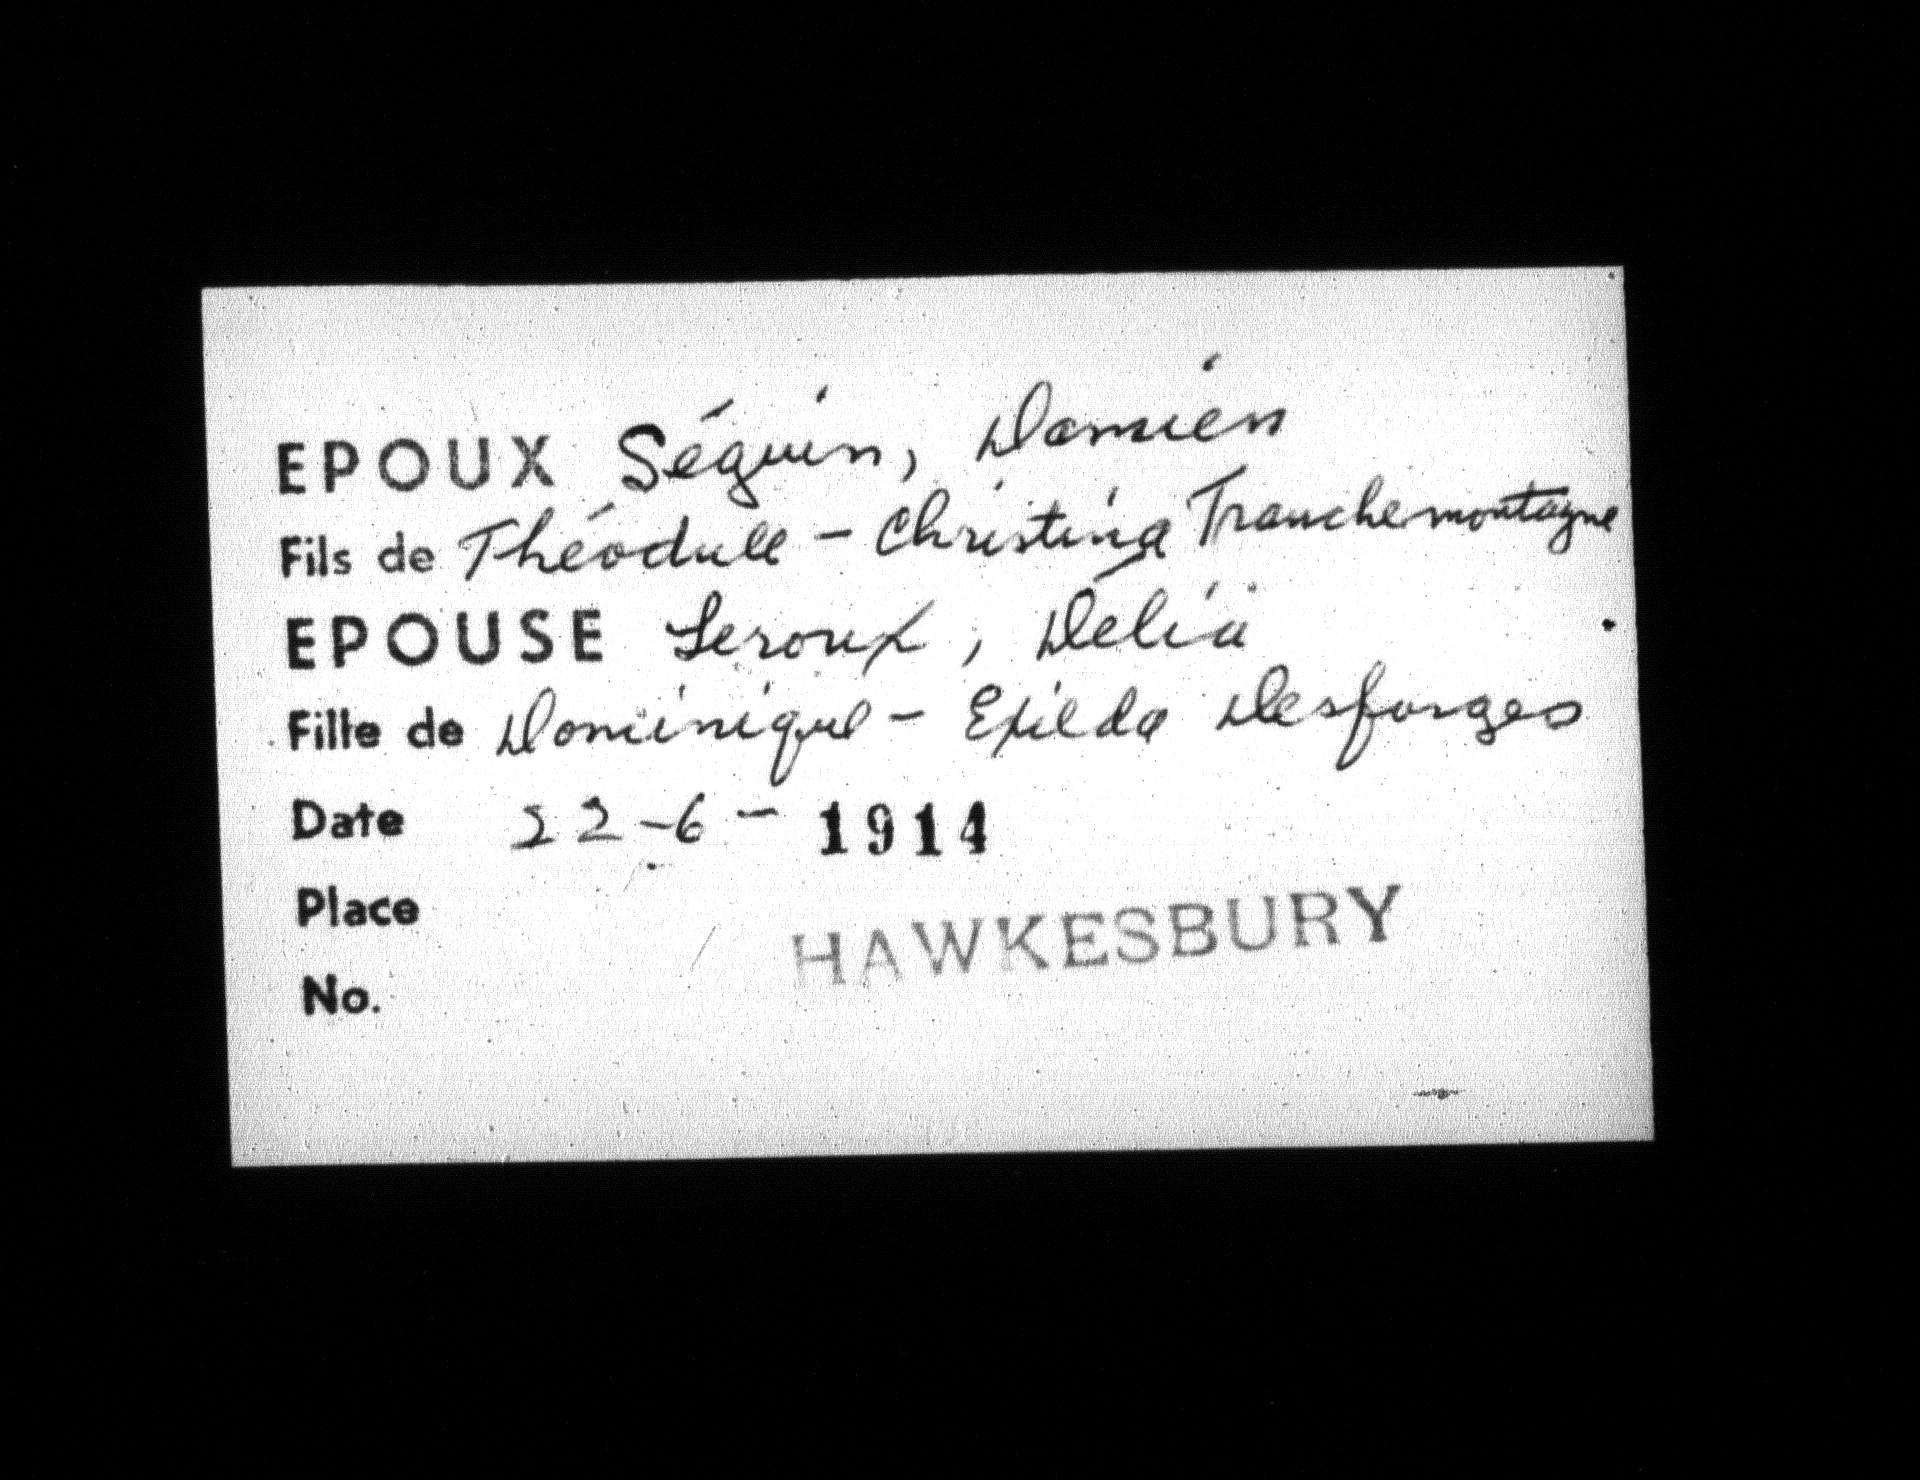 EPOUX Séguin, Damien
Fils de Théodule - Christina Tranchemontagne
EPOUSE Leroux, Délia
Fille de Dominique - Exilda Desforges
Date 22-6-1914
Place HAWKESBURY
No.